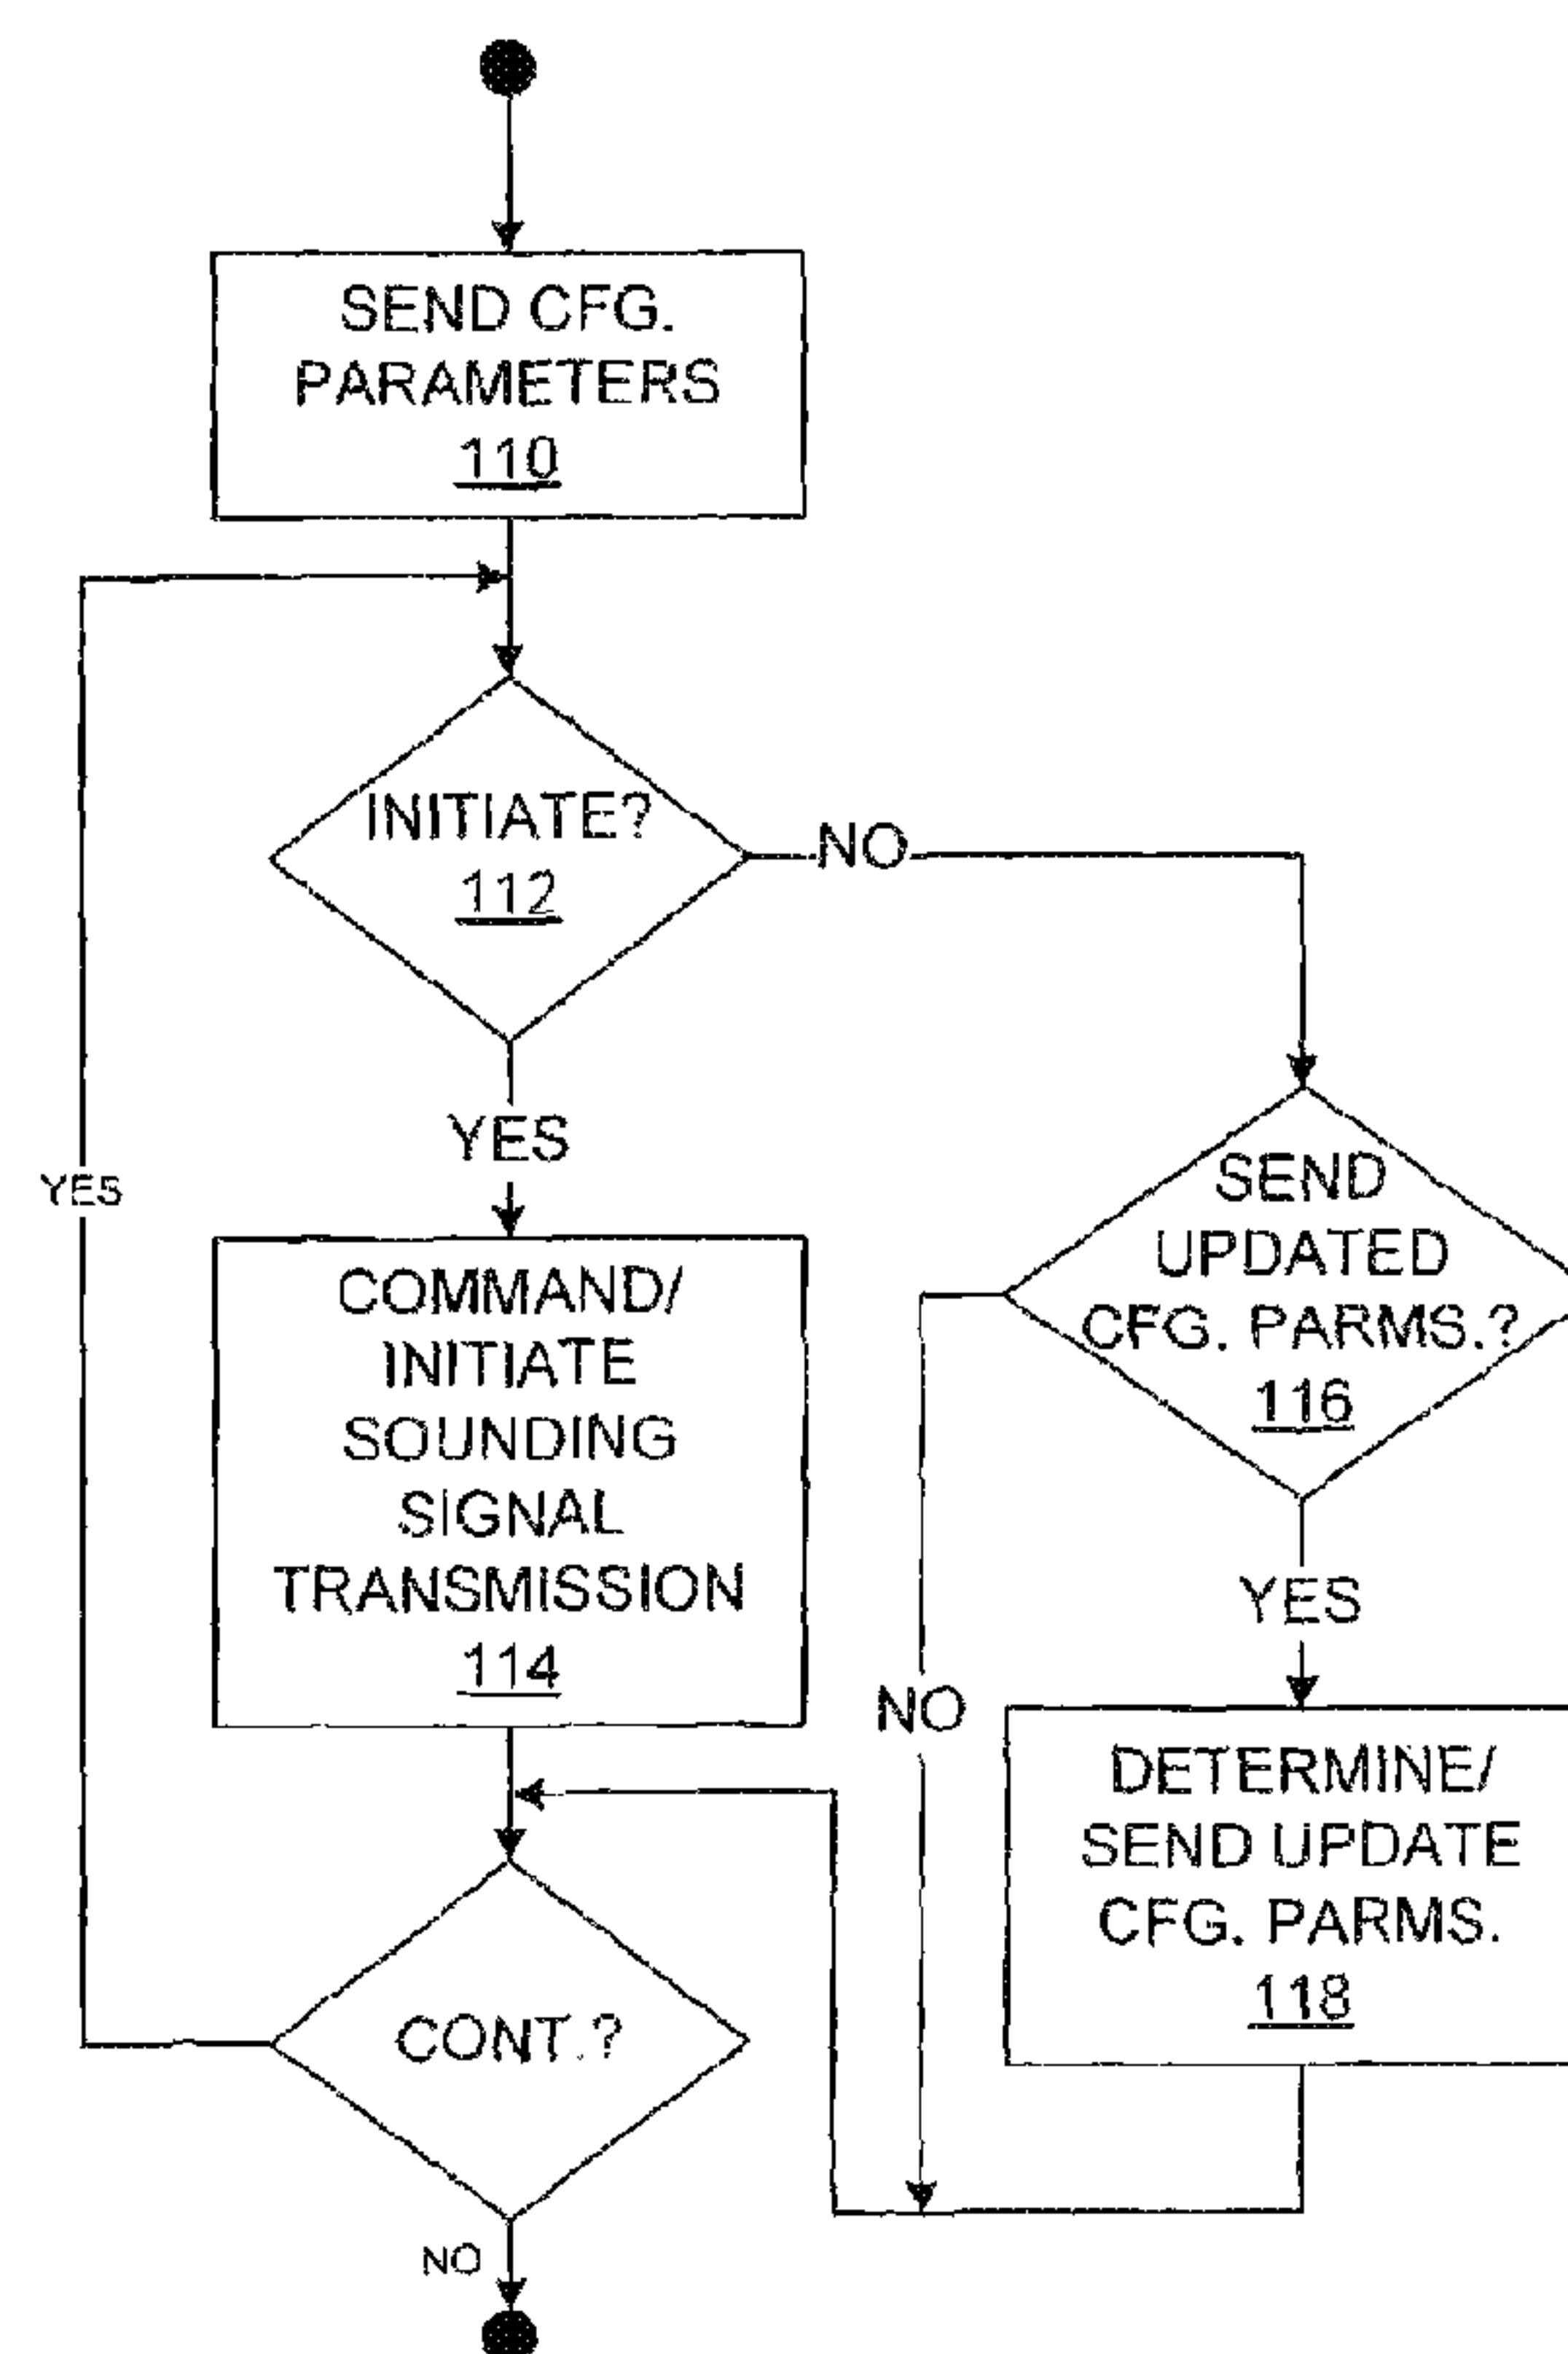 SEND CFG.
PARAMETERS
110
INITIATE?
112
NO
YES
YES
SEND
UPDATED
CFG. PARMS.?
116
COMMAND/
INITIATE
SOUNDING
SIGNAL
TRANSMISSION
114
YES
NO
DETERMINE/
SEND UPDATE
CFG. PARMS.
118
CONT.?
NO